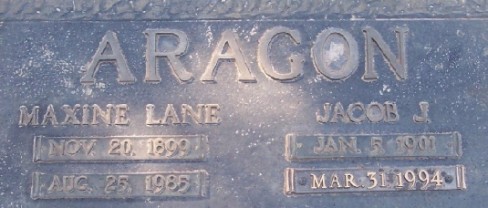 ARAGON
MAXINE LANE JACOB J.
NOV. 20, 1899 JAN. 5, 1901
AUG. 25, 1985 MAR. 31, 1994